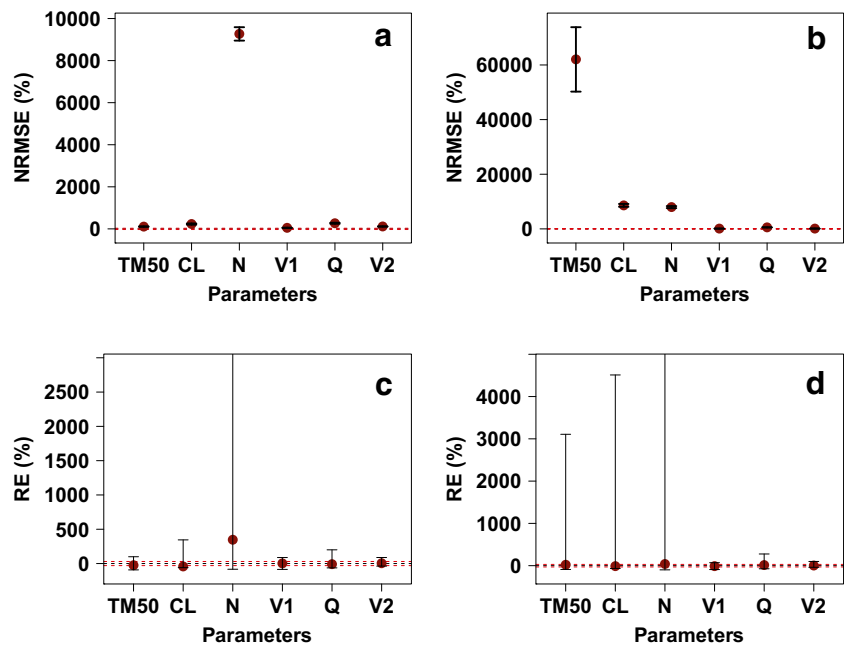 a
NRMSE (%)
10000
8000
6000
4000
2000
0
TM50 CL N V1 Q V2
Parameters
b
NRMSE (%)
60000
40000
20000
0
TM50 CL N V1 Q V2
Parameters
c
RE (%)
2500
2000
1500
1000
500
0
TM50 CL N V1 Q V2
Parameters
d
RE (%)
4000
3000
2000
1000
0
TM50 CL N V1 Q V2
Parameters